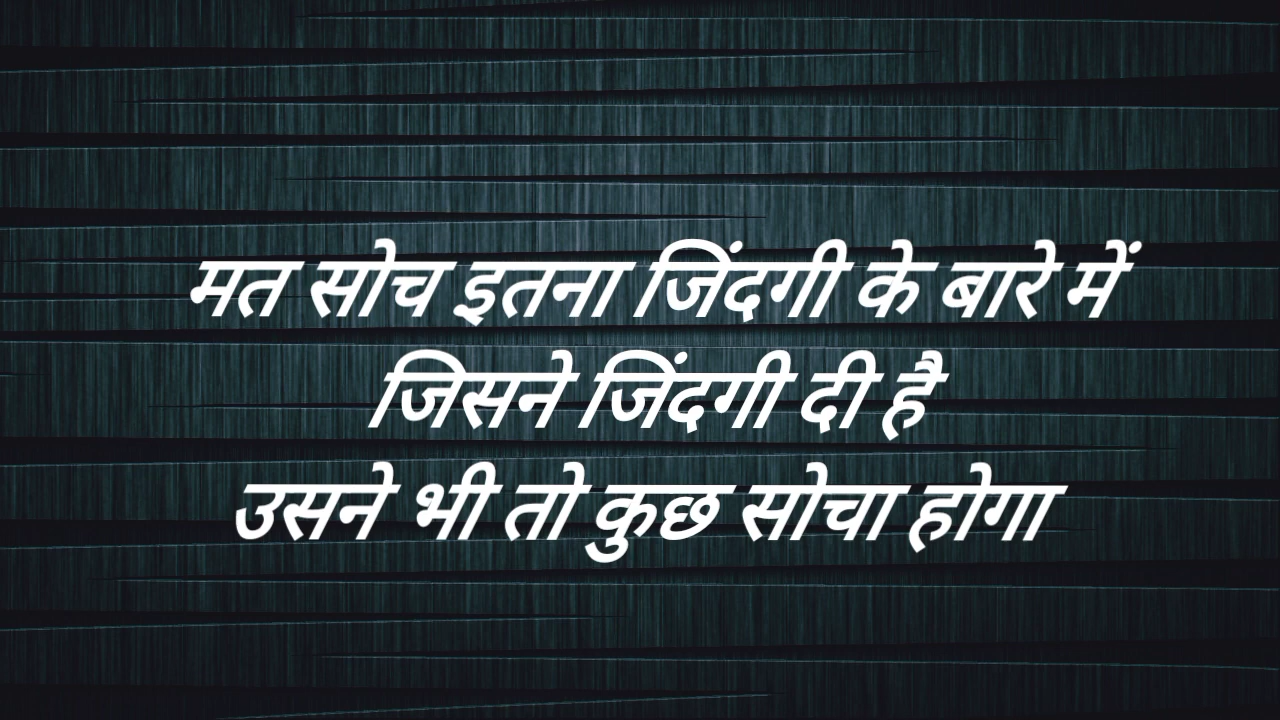 मत सोच इतना जिंदगी के बारे में
जिसने जिंदगी दी है
उसने भी तो कुछ सोचा होगा